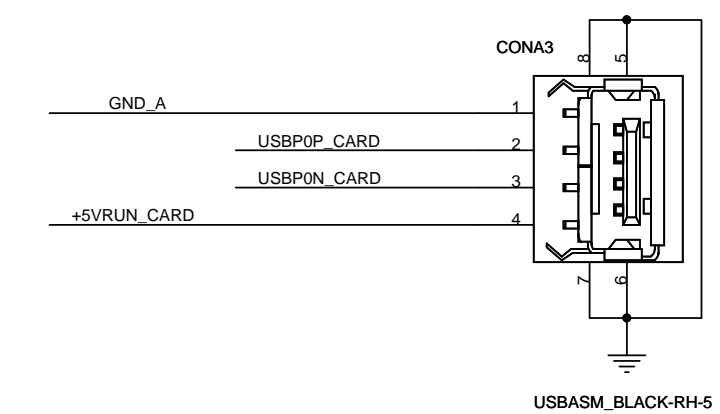 CONA3
8 5
GND_A 1
USBP0P_CARD 2
USBP0N_CARD 3
+5VRUN_CARD 4
7 6
USBASM_BLACK-RH-5